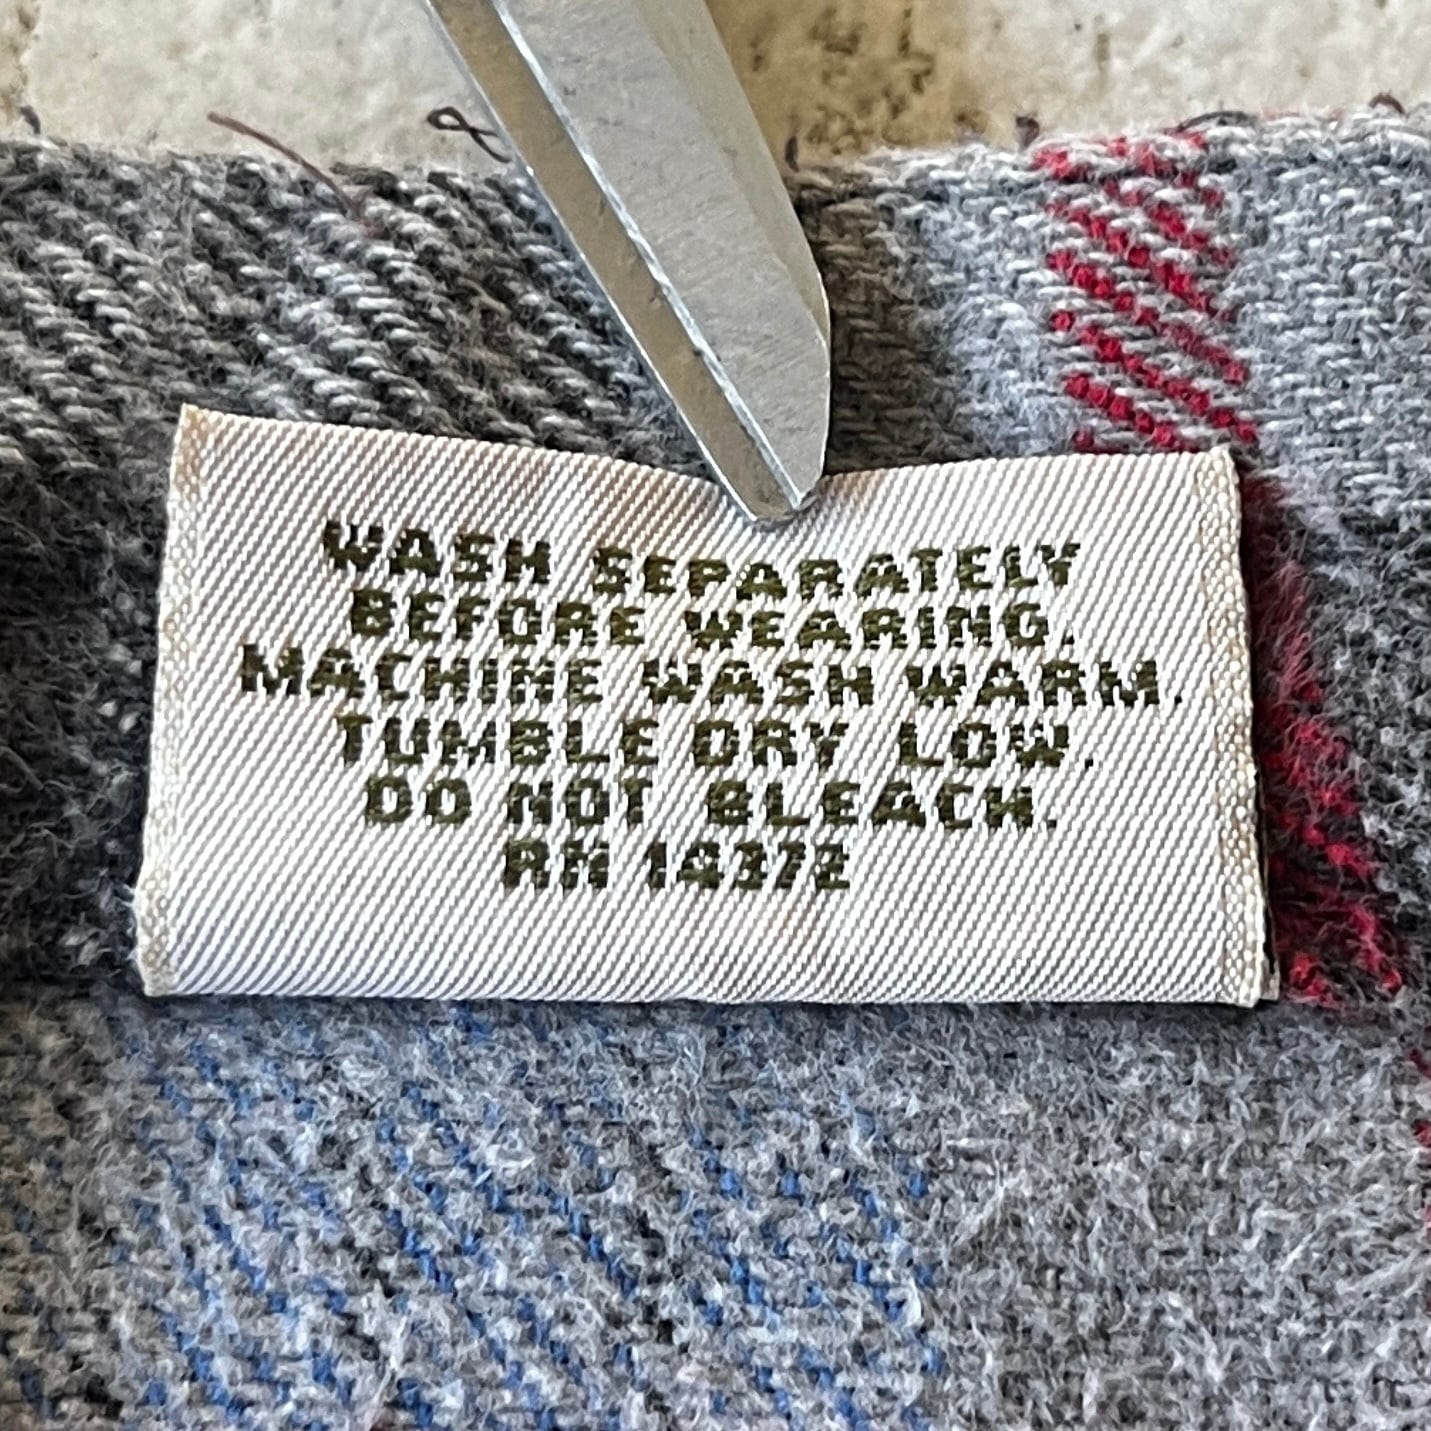 WASH SEPARATELY
BEFORE WEARING.
MACHINE WASH WARM.
TUMBLE DRY LOW.
DO NOT BLEACH.
RN 14372